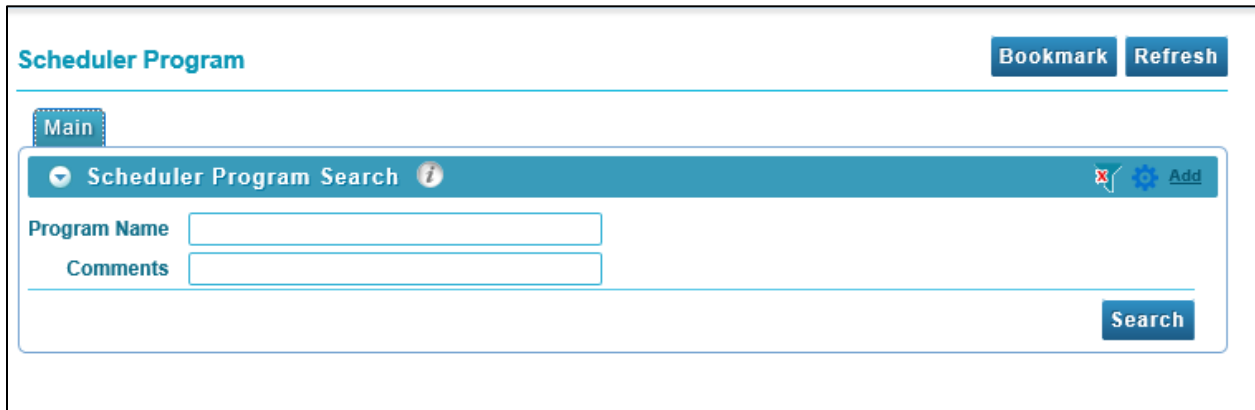 Scheduler Program
Bookmark Refresh
Main
Scheduler Program Search i Add
Program Name
Comments
Search